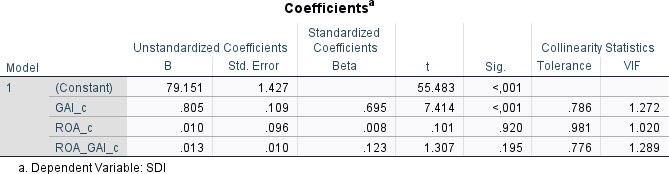 Coefficientsa
Standardized
Unstandardized Coefficients Coefficients Collinearity Statistics
Model B Std. Error Beta t Sig. Tolerance VIF
1 (Constant) 79.151 1.427 55.483 <,001
GAI_c .805 .109 .695 7.414 <,001 .786 1.272
ROA_c .010 .096 .008 .101 .920 .981 1.020
ROA_GAI_c .013 .010 .123 1.307 .195 .776 1.289
a. Dependent Variable: SDI